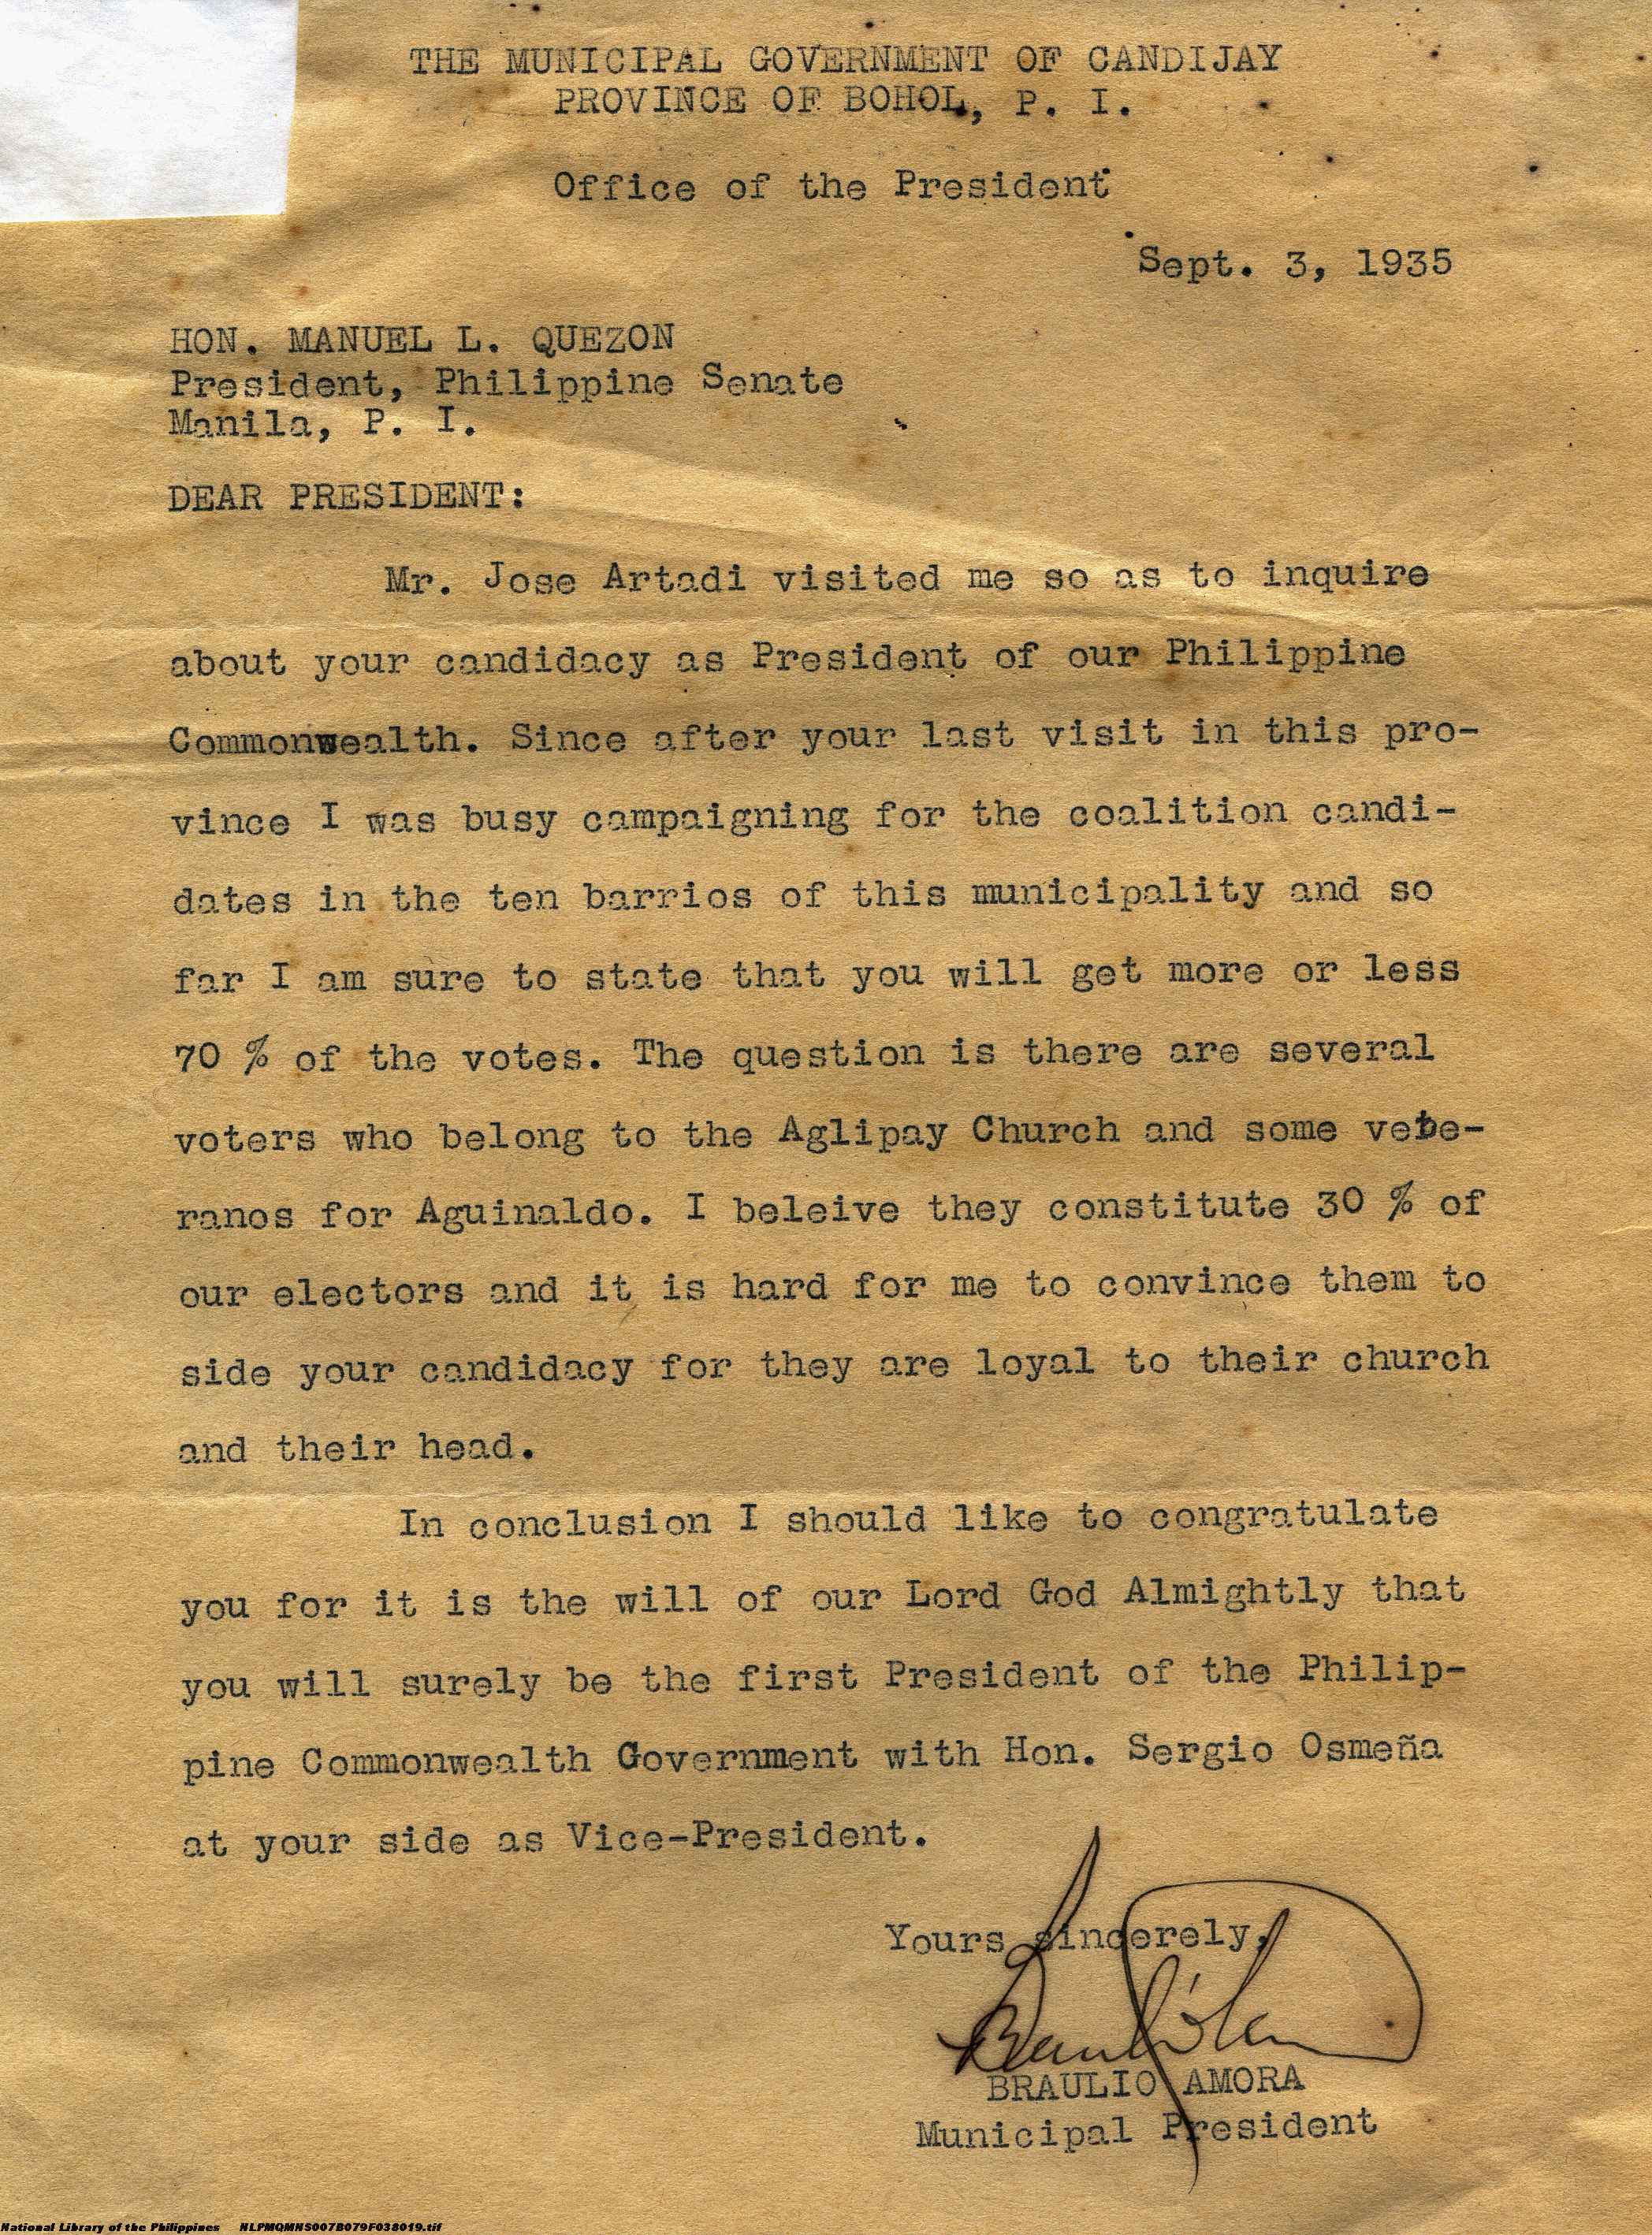 THE MUNICIPAL GOVERNMENT OF CANDIJAY
PROVINCE OF BOHOL, P. I.
Office of the President
Sept. 3, 1935
HON. MANUEL L. QUEZON
President, Philippine Senate
Manila, P. I.
DEAR PRESIDENT:
Mr. Jose Artadi visited me so as to inquire
about your candidacy as President of our Philippine
Commonwealth. Since after your last visit in this pro-
vince I was busy campaigning for the coalition candi-
dates in the ten barrios of this municipality and so
far I am sure to state that you will get more or less
70 % of the votes. The question is there are several
voters who belong to the Aglipay Church and some vete-
ranos for Aguinaldo. I beleive they constitute 30 % of
our electors and it is hard for me to convince them to
side your candidacy for they are loyal to their church
and their head.
In conclusion I should like to congratulate
you for it is the will of our Lord God Almightly that
you will surely be the first President of the Philip-
pine Commonwealth Government with Hon. Sergio Osmeña
at your side as Vice-President.
Yours sincerely,
BRAULIO AMORA
Municipal President
National Library of the Philippines NLPMQMNS007B079F038019.tif